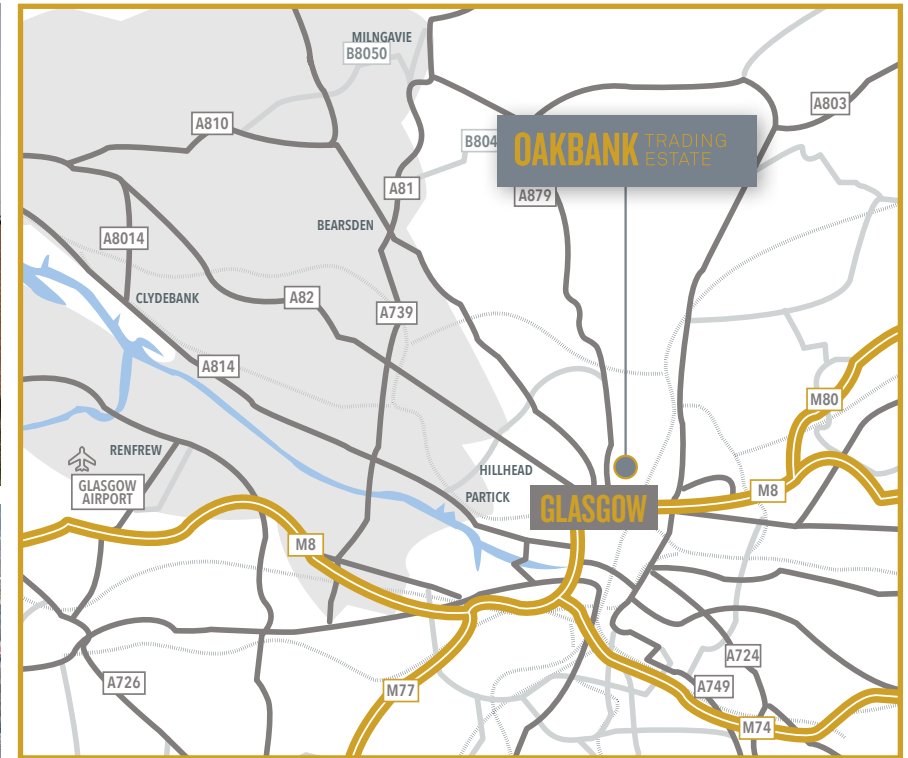 MILNGAVIE
B8050
A803
A810
B804
OAKBANK TRADING
ESTATE
A81
A879
BEARSDEN
A8014
CLYDEBANK
A82
A739
A814
M80
RENFREW
HILLHEAD
GLASGOW
AIRPORT
PARTICK
M8
GLASGOW
M8
A724
A726
A749
M77
M74